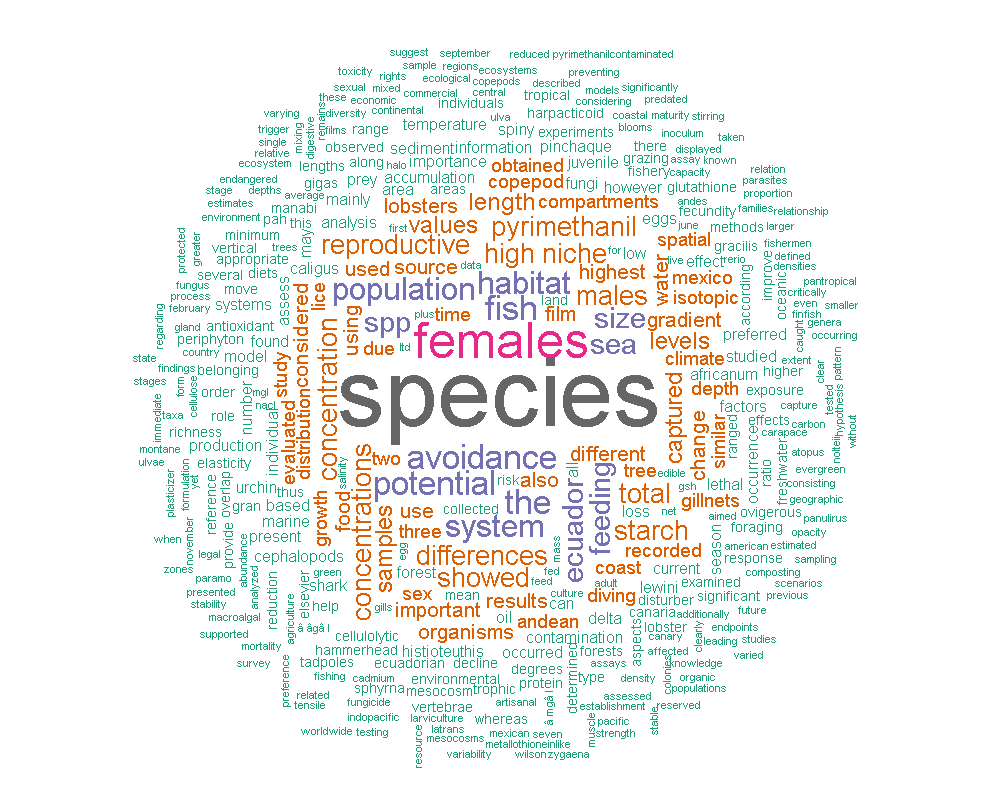 suggest september reduced pyrimethanilcontaminated
sample regions ecosystems
toxicity rights ecological copepods described preventing
sexual mixed commercial central models significantly
these economic tropical considering
varying diversity continental individuals ulva coastal maturity stirring
trigger films range temperature spiny harpacticoid predated
single mixing digestive remains observed experiments blooms inoculum taken
relative sediment information pinchaque there displayed
ecosystem lengths along halo importance obtained juvenile grazing assay known
endangered gigas prey accumulation copepod fungi fishery capacity relation
stage depths average mainly area areas however glutathione parasites
estimates manabi lobsters length compartments andes proportion
environment pah this analysis first values pyrimethanil eggs fecundity families relationship
protected greater minimum may reproductive high niche for low spatial june methods larger
vertical trees effect gracilis fishermen
appropriate used source data highest water live trerio defined
several diets caligus habitat mexico improve oceanic densities pantropical
fungus move assess lice population land males isotopic according critically
process systems plus fish even smaller
february antioxidant considered using spp time film size gradient preferred finfish
regarding gland periphyton found due ltd females sea levels caught genera
state country model study climate studied occurring
findings belonging distribution concentration species africanum higher extent clear pattern
stages form cellulose order mgl depth exposure carbon tested hypothesis
immediate taxa role nacl number evaluated captured change similar factors capture
richness individual ranged effects carapace without
montane production two avoidance different occurrence atopus
ulvae elasticity salinity potential risk also all tree edible lethal ratio freshwater evergreen
plasticizer formulation yet urchin food concentrations samples gsh consisting
reference overlap thus growth use collected the ecuador feeding total gillnets loss ovigerous geographic
gran based three system starch aimed foraging panulirus
when november provide marine season opacity
legal present differences recorded american estimated
zones cephalopods egg mass coast current response sampling
paramo abundance analyzed elsevier green forest showed fed lewini examined composting
presented shark sex mean feed adult diving disturber significant scenarios
stability reduction agriculture help gills important results culture can canaria additionally previous
macroalgal oil andean delta lobster future
supported cellulolytic organisms contamination aspects canary clearly endpoints
mortality hammerhead histioteuthis occurred forests affected leading studies
survey preference tadpoles ecuadorian decline assays knowledge varied
fishing cadmium environmental degrees determined type density colonies organic
related sphyrna mesocosm trophic protein assessed populations
tensile fungicide vertebrae artisanal establishment reserved
indopacific larviculture whereas muscle pacific stable
worldwide testing latrans mexican seven strength
resource mesocosms metallothioneinlike
variability wilson zygaena